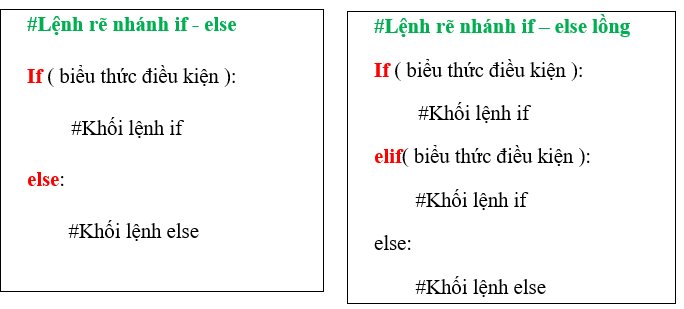 #Lệnh rẽ nhánh if - else
If ( biểu thức điều kiện ):
#Khối lệnh if
else:
#Khối lệnh else
#Lệnh rẽ nhánh if – else lồng
If ( biểu thức điều kiện ):
#Khối lệnh if
elif( biểu thức điều kiện ):
#Khối lệnh if
else:
#Khối lệnh else